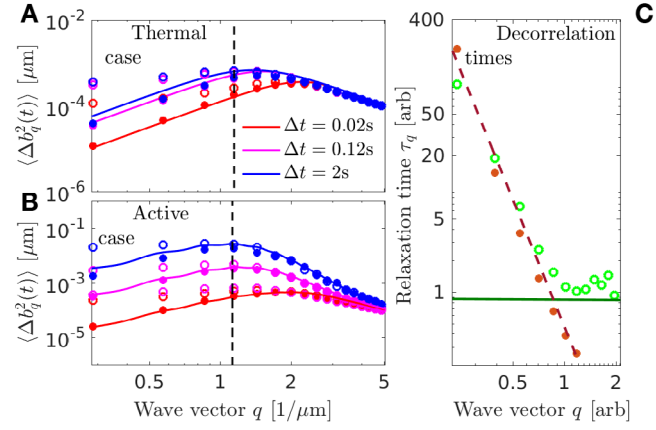 A
⟨Δb_q^2(t)⟩ [μm]
10^-2
10^-4
10^-6
Thermal
case
Δt = 0.02s
Δt = 0.12s
Δt = 2s
B
⟨Δb_q^2(t)⟩ [μm]
10^-1
10^-3
10^-5
Active
case
0.5 1 2 5
Wave vector q [1/μm]
C
Decorrelation
times
Relaxation time τ_q [arb]
400
80
20
5
1
0.5 1 2
Wave vector q [arb]